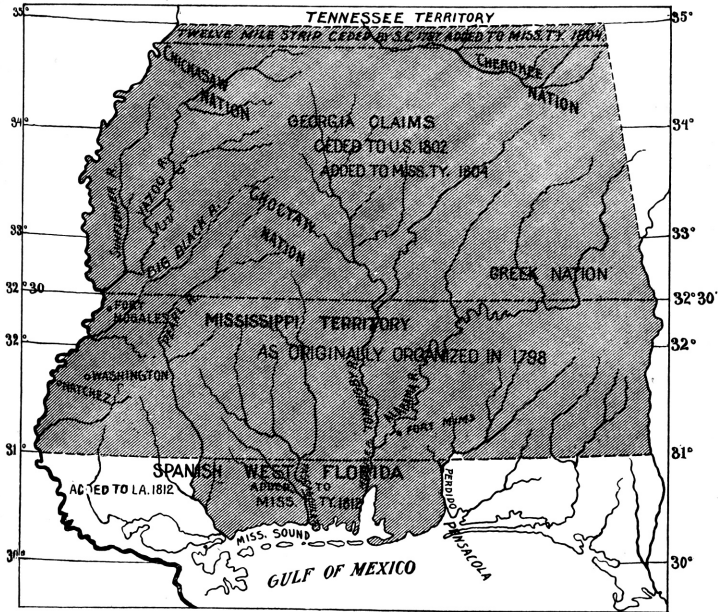 TENNESSEE TERRITORY
35°
35°
TWELVE MILE STRIP CEDED BY S.C. 1787 ADDED TO MISS. TY. 1804
CHICKASAW
NATION
CHEROKEE
NATION
GEORGIA CLAIMS
CEDED TO U.S. 1802
ADDED TO MISS. TY. 1804
34°
34°
SUNFLOWER R.
YAZOO R.
BIG BLACK R.
CHOCTAW
NATION
33°
33°
CREEK NATION
32°30
32°30'
FORT
NOGALES
PEARL R.
MISSISSIPPI TERRITORY
32°
32°
AS ORIGINALLY ORGANIZED IN 1798
WASHINGTON
NATCHEZ
FORT MIMS
31°
31°
SPANISH WEST FLORIDA
ADDED TO LA. 1812
ADDED TO
MISS. TY. 1812
PERDIDO
PENSACOLA
MISS. SOUND
30°
30°
GULF OF MEXICO